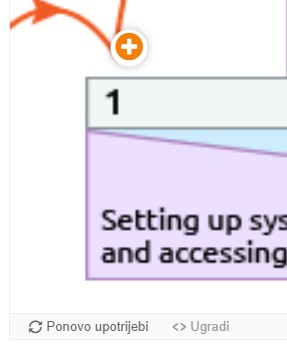 1
Setting up sys
and accessing
Ponovo upotrijebi <> Ugradi